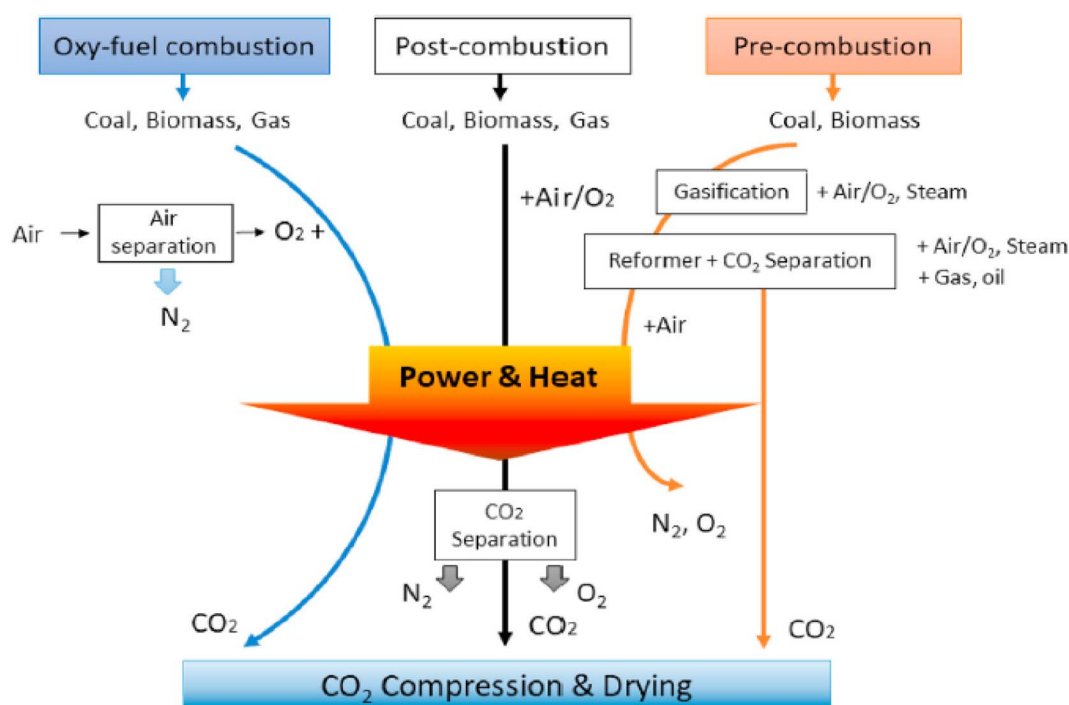 Oxy-fuel combustion
Post-combustion
Pre-combustion
Coal, Biomass, Gas
Coal, Biomass, Gas
Coal, Biomass
+Air/O₂
Gasification
+ Air/O₂, Steam
Air
Air
separation
O₂ +
Reformer + CO₂ Separation
+ Air/O₂, Steam
+ Gas, oil
N₂
+Air
Power & Heat
CO₂
Separation
N₂, O₂
N₂
O₂
CO₂
CO₂
CO₂
CO₂ Compression & Drying